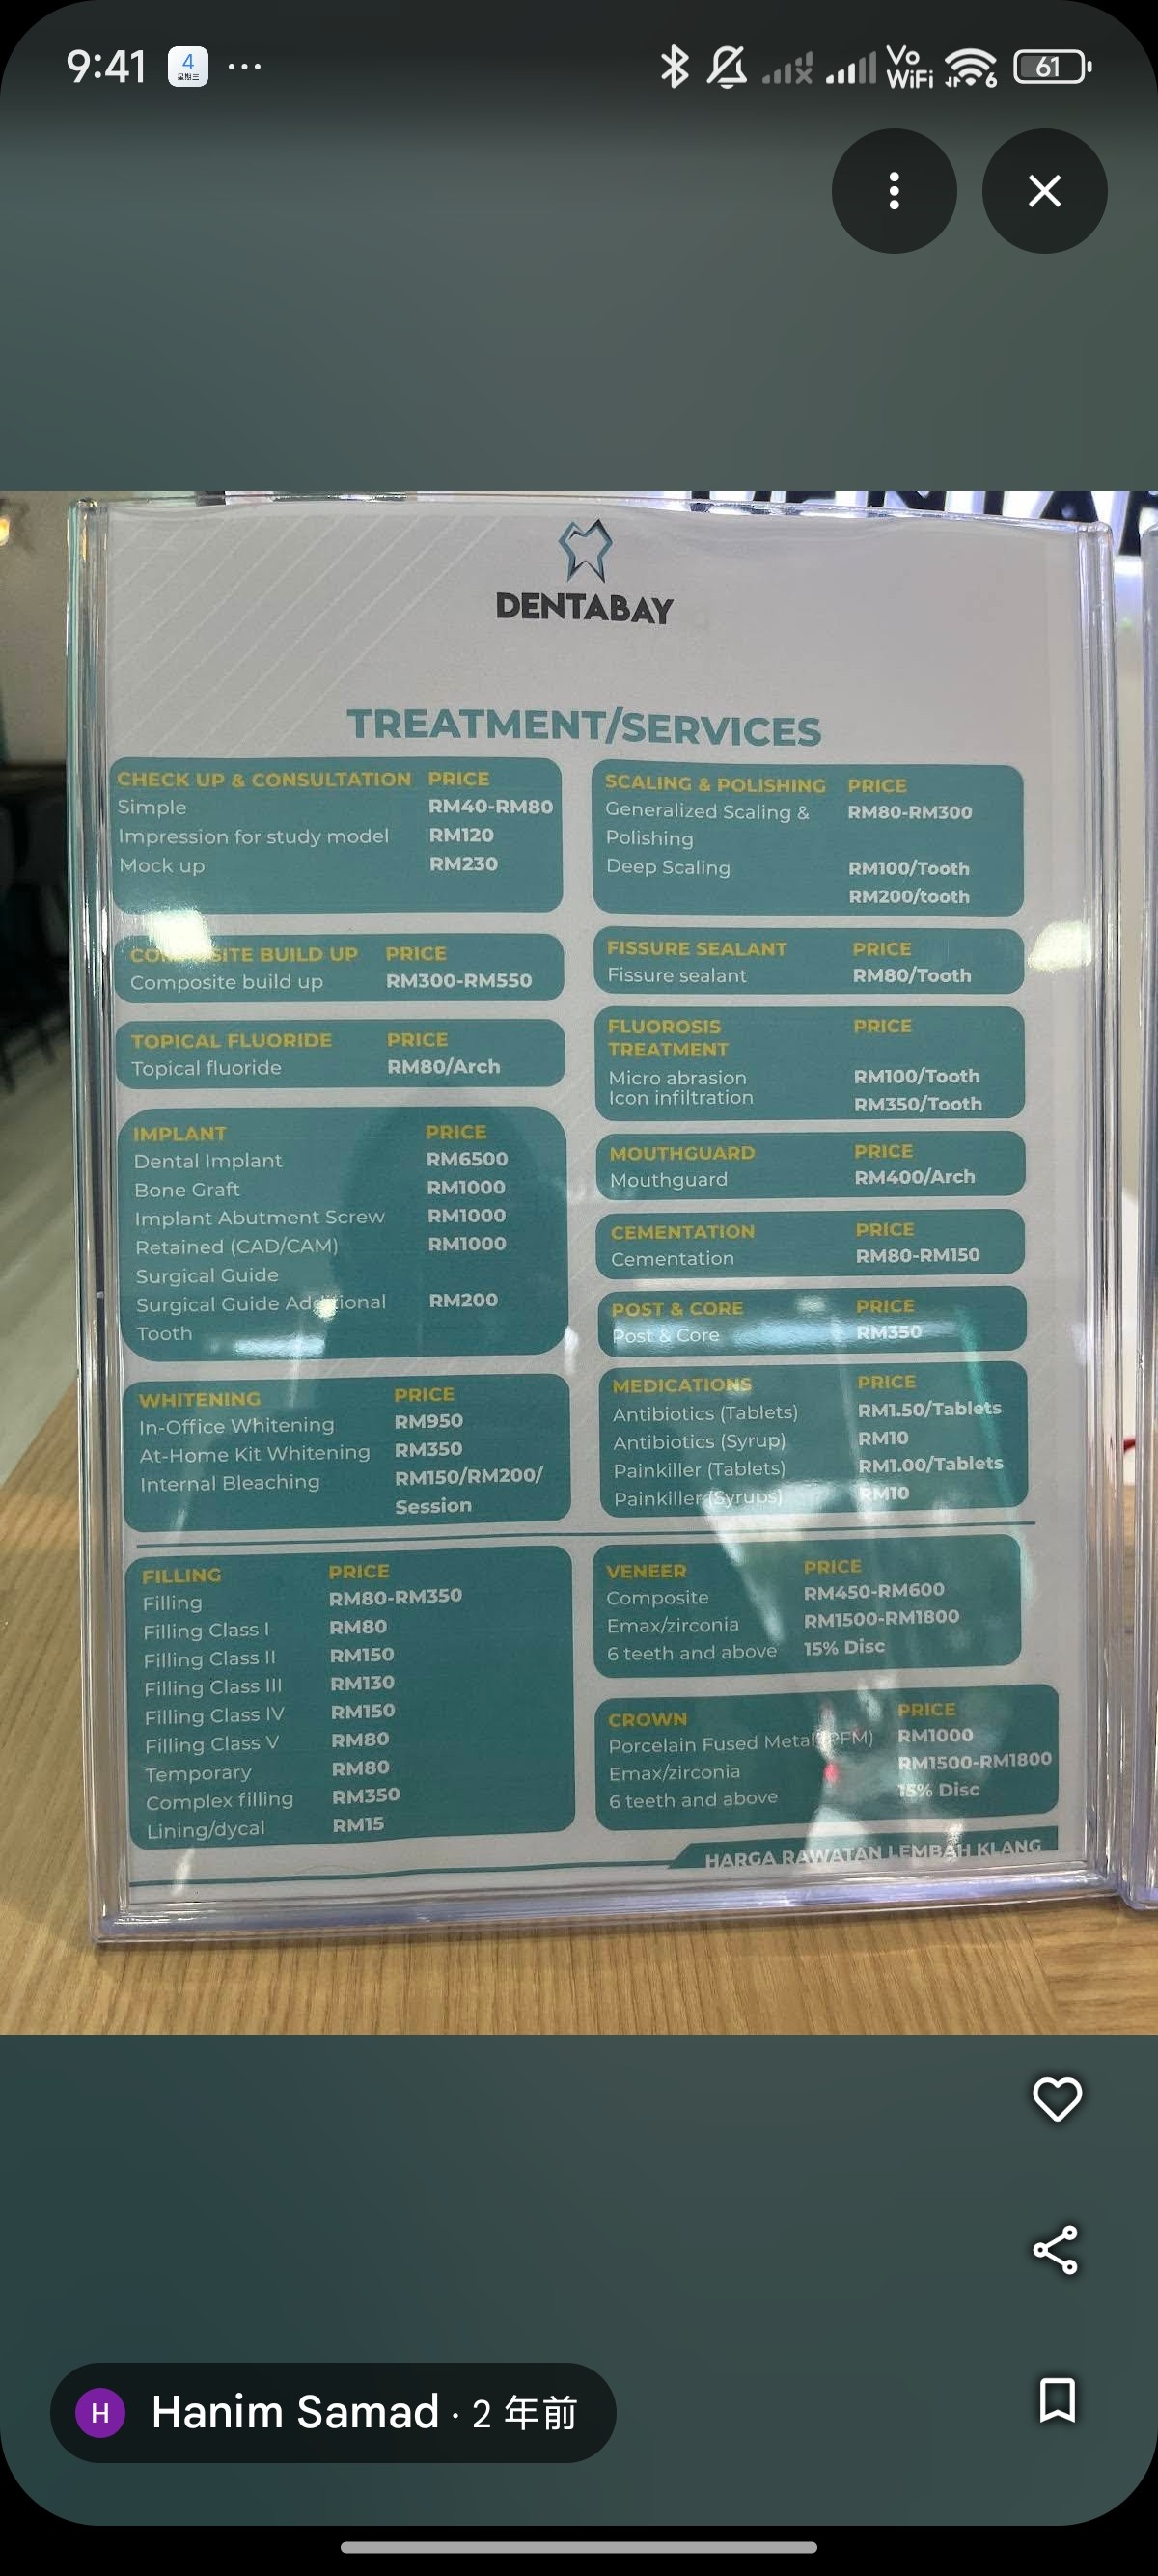 9:41
4
星期三
Vo
WiFi
6
61
DENTABAY
TREATMENT/SERVICES
CHECK UP & CONSULTATION PRICE
Simple RM40-RM80
Impression for study model RM120
Mock up RM230
SCALING & POLISHING PRICE
Generalized Scaling & RM80-RM300
Polishing
Deep Scaling RM100/Tooth
RM200/tooth
COMPOSITE BUILD UP PRICE
Composite build up RM300-RM550
FISSURE SEALANT PRICE
Fissure sealant RM80/Tooth
TOPICAL FLUORIDE PRICE
Topical fluoride RM80/Arch
FLUOROSIS PRICE
TREATMENT
Micro abrasion RM100/Tooth
Icon infiltration RM350/Tooth
IMPLANT PRICE
Dental Implant RM6500
Bone Graft RM1000
Implant Abutment Screw RM1000
Retained (CAD/CAM) RM1000
Surgical Guide
Surgical Guide Additional RM200
Tooth
MOUTHGUARD PRICE
Mouthguard RM400/Arch
CEMENTATION PRICE
Cementation RM80-RM150
POST & CORE PRICE
Post & Core RM350
WHITENING PRICE
In-Office Whitening RM950
At-Home Kit Whitening RM350
Internal Bleaching RM150/RM200/
Session
MEDICATIONS PRICE
Antibiotics (Tablets) RM1.50/Tablets
Antibiotics (Syrup) RM10
Painkiller (Tablets) RM1.00/Tablets
Painkiller (Syrups) RM10
FILLING PRICE
Filling RM80-RM350
Filling Class I RM80
Filling Class II RM150
Filling Class III RM130
Filling Class IV RM150
Filling Class V RM80
Temporary RM80
Complex filling RM350
Lining/dycal RM15
VENEER PRICE
Composite RM450-RM600
Emax/zirconia RM1500-RM1800
6 teeth and above 15% Disc
CROWN PRICE
Porcelain Fused Metal (PFM) RM1000
Emax/zirconia RM1500-RM1800
6 teeth and above 15% Disc
HARGA RAWATAN LEMBAH KLANG
H Hanim Samad · 2 年前